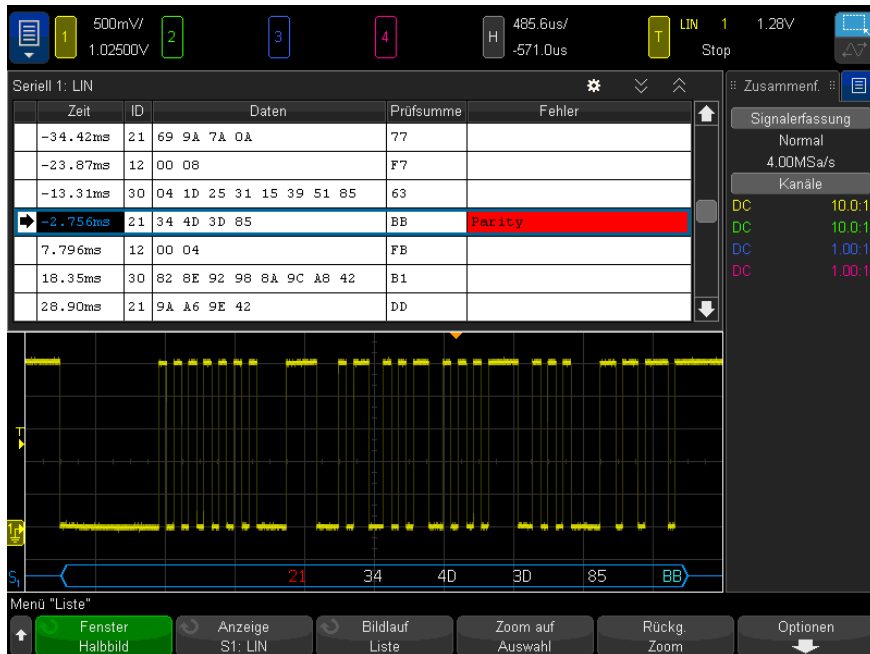 1 500mV/ 1.02500V 2 3 4 H 485.6us/ -571.0us T LIN 1 1.28V Stop
Seriell 1: LIN
Zusammenf.
Zeit ID Daten Prüfsumme Fehler
-34.42ms 21 69 9A 7A 0A 77
-23.87ms 12 00 08 F7
-13.31ms 30 04 1D 25 31 15 39 51 85 63
-2.756ms 21 34 4D 3D 85 BB Parity
7.796ms 12 00 04 FB
18.35ms 30 82 8E 92 98 8A 9C A8 42 B1
28.90ms 21 9A A6 9E 42 DD
Signalerfassung
Normal
4.00MSa/s
Kanäle
DC 10.0:1
DC 10.0:1
DC 1.00:1
DC 1.00:1
T
1
S1 21 34 4D 3D 85 BB
Menü "Liste"
Fenster
Halbbild
Anzeige
S1: LIN
Bildlauf
Liste
Zoom auf
Auswahl
Rückg.
Zoom
Optionen